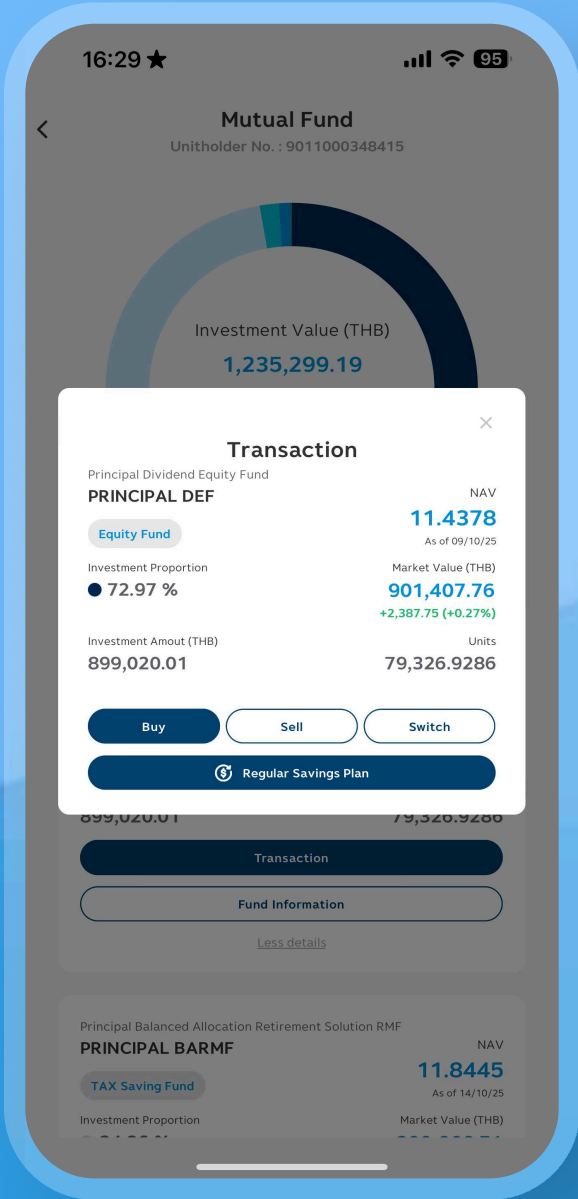 16:29
95
Mutual Fund
Unitholder No. : 9011000348415
Investment Value (THB)
1,235,299.19
Transaction
Principal Dividend Equity Fund
PRINCIPAL DEF
NAV
11.4378
Equity Fund
As of 09/10/25
Investment Proportion
Market Value (THB)
72.97 %
901,407.76
+2,387.75 (+0.27%)
Investment Amout (THB)
Units
899,020.01
79,326.9286
Buy
Sell
Switch
Regular Savings Plan
899,020.01
79,326.9286
Transaction
Fund Information
Less details
Principal Balanced Allocation Retirement Solution RMF
PRINCIPAL BARMF
NAV
11.8445
TAX Saving Fund
As of 14/10/25
Investment Proportion
Market Value (THB)